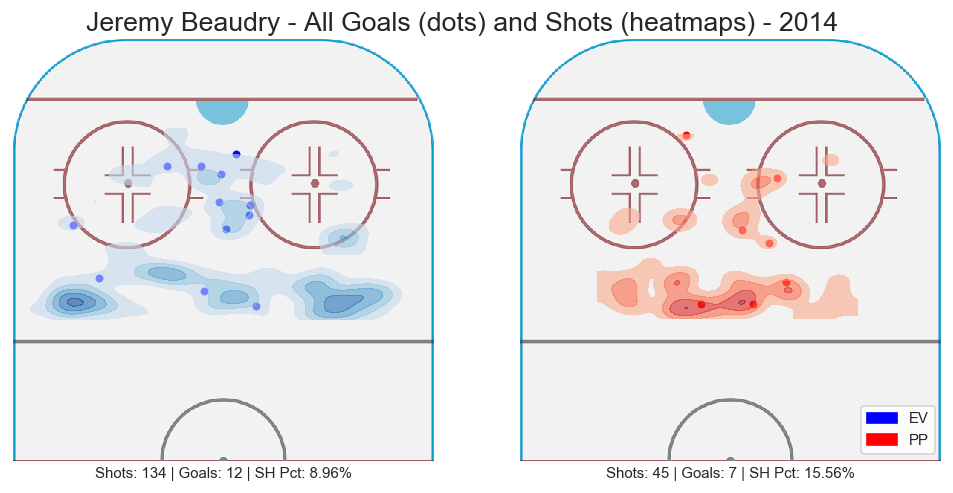 Jeremy Beaudry - All Goals (dots) and Shots (heatmaps) - 2014
EV
PP
Shots: 134 | Goals: 12 | SH Pct: 8.96%
Shots: 45 | Goals: 7 | SH Pct: 15.56%